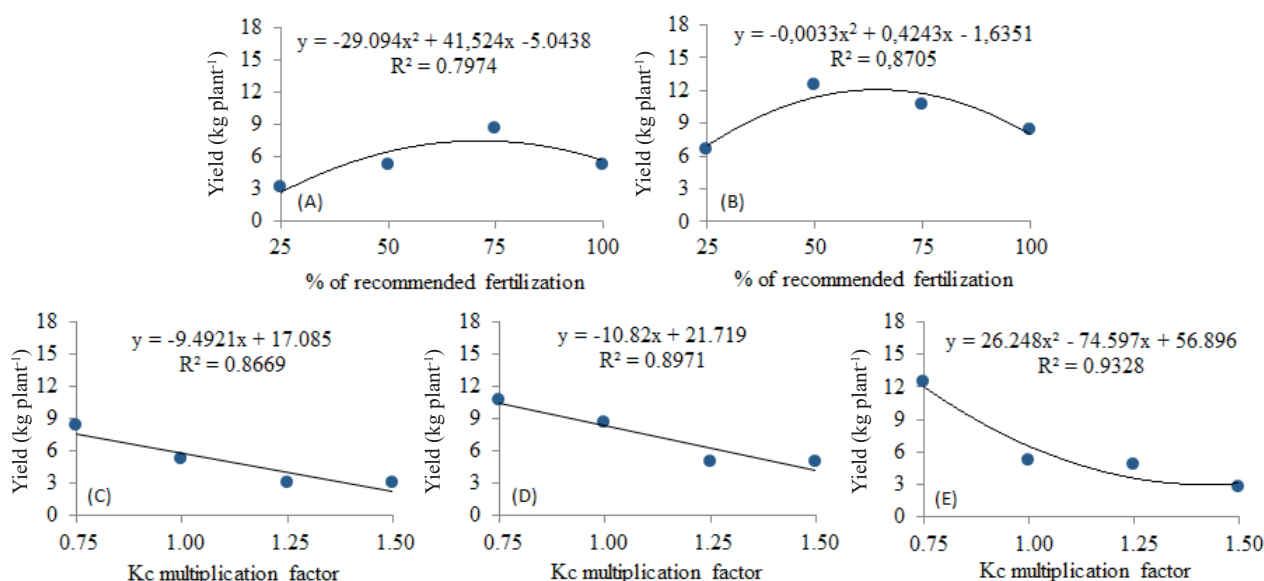 y = -29.094x² + 41,524x - 5.0438
R² = 0.7974
Yield (kg plant⁻¹)
18
15
12
9
6
3
0
(A)
25 50 75 100
% of recommended fertilization
y = -0,0033x² + 0,4243x - 1,6351
R² = 0,8705
Yield (kg plant⁻¹)
18
15
12
9
6
3
0
(B)
25 50 75 100
% of recommended fertilization
y = -9.4921x + 17.085
R² = 0.8669
Yield (kg plant⁻¹)
18
15
12
9
6
3
0
(C)
0.75 1.00 1.25 1.50
Kc multiplication factor
y = -10.82x + 21.719
R² = 0.8971
Yield (kg plant⁻¹)
18
15
12
9
6
3
0
(D)
0.75 1.00 1.25 1.50
Kc multiplication factor
y = 26.248x² - 74.597x + 56.896
R² = 0.9328
Yield (kg plant⁻¹)
18
15
12
9
6
3
0
(E)
0.75 1.00 1.25 1.50
Kc multiplication factor